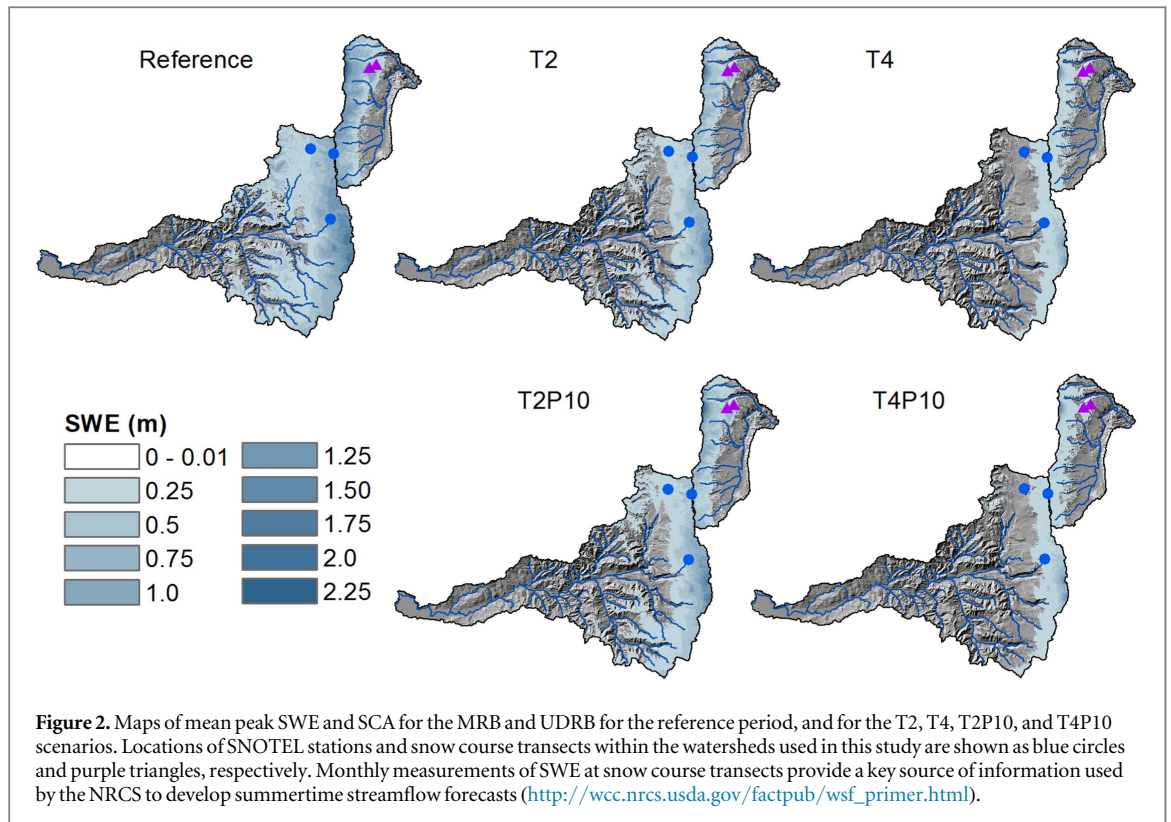 Reference
T2
T4
T2P10
T4P10
SWE (m)
0 - 0.01
0.25
0.5
0.75
1.0
1.25
1.50
1.75
2.0
2.25
Figure 2. Maps of mean peak SWE and SCA for the MRB and UDRB for the reference period, and for the T2, T4, T2P10, and T4P10
scenarios. Locations of SNOTEL stations and snow course transects within the watersheds used in this study are shown as blue circles
and purple triangles, respectively. Monthly measurements of SWE at snow course transects provide a key source of information used
by the NRCS to develop summertime streamflow forecasts (http://wcc.nrcs.usda.gov/factpub/wsf_primer.html).